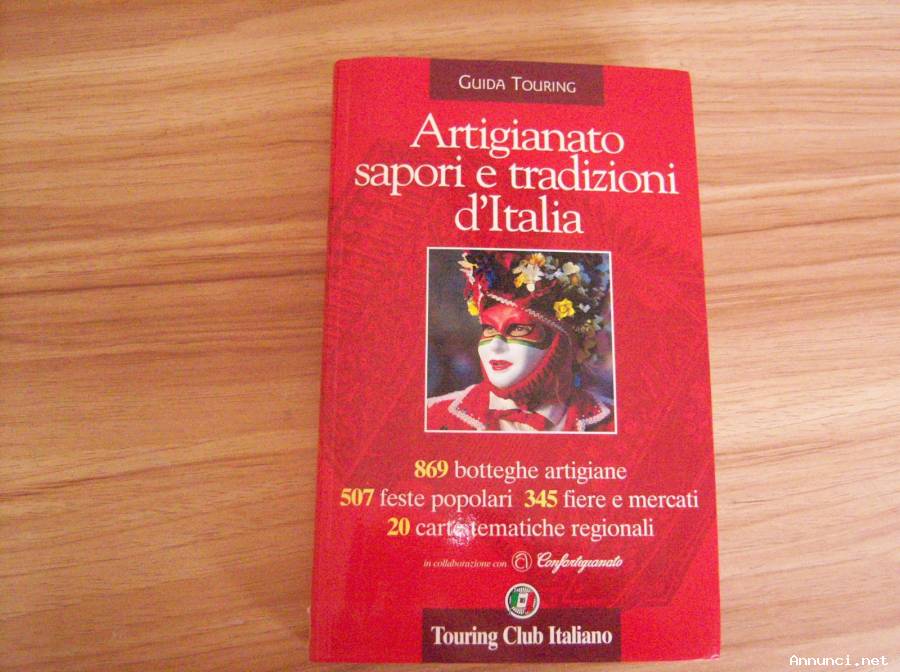 GUIDA TOURING
Artigianato
sapori e tradizioni
d'Italia
869 botteghe artigiane
507 feste popolari 345 fiere e mercati
20 carte tematiche regionali
in collaborazione con Confartigianato
Touring Club Italiano
Annunci.net